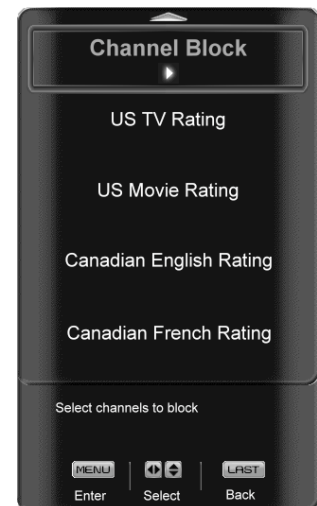 Channel Block
US TV Rating
US Movie Rating
Canadian English Rating
Canadian French Rating
Select channels to block
MENU LAST
Enter Select Back